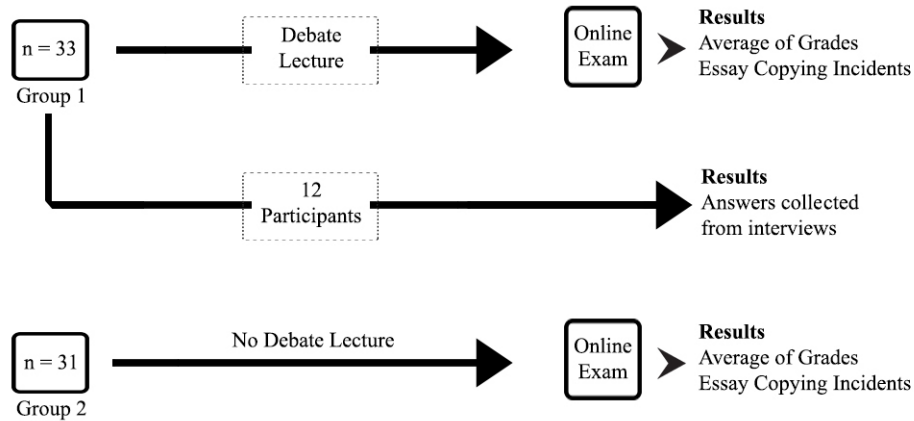 n = 33
Group 1
Debate
Lecture
Online
Exam
Results
Average of Grades
Essay Copying Incidents
12
Participants
Results
Answers collected
from interviews
n = 31
Group 2
No Debate Lecture
Online
Exam
Results
Average of Grades
Essay Copying Incidents